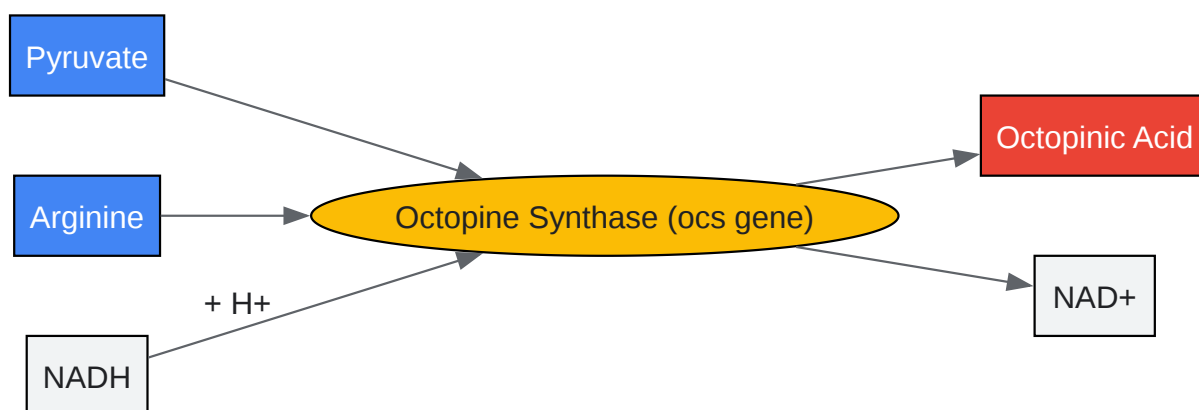 Pyruvate
Octopinic Acid
Arginine
Octopine Synthase (ocs gene)
+ H+
NAD+
NADH